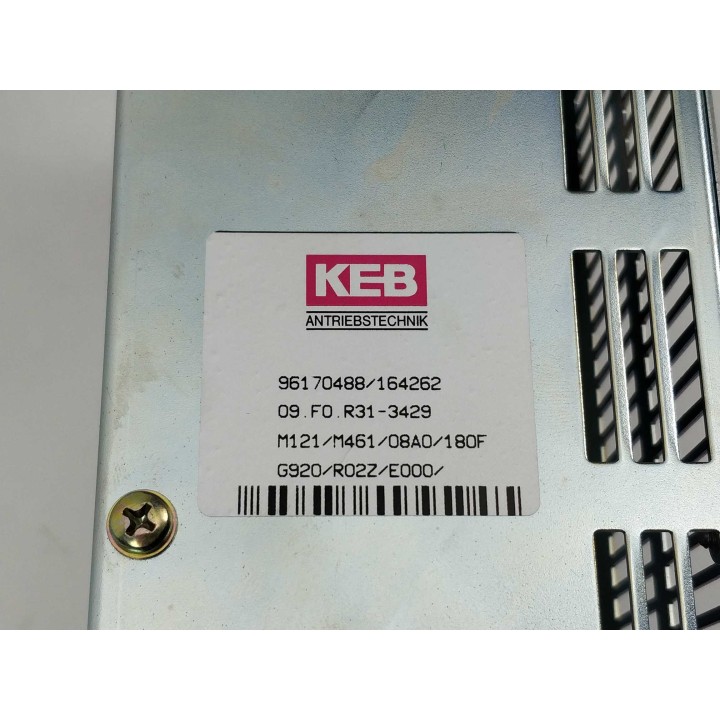 KEB
ANTRIEBSTECHNIK
96170488/164262
09.F0.R31-3429
M121/M461/08A0/180F
G920/R02Z/E000/